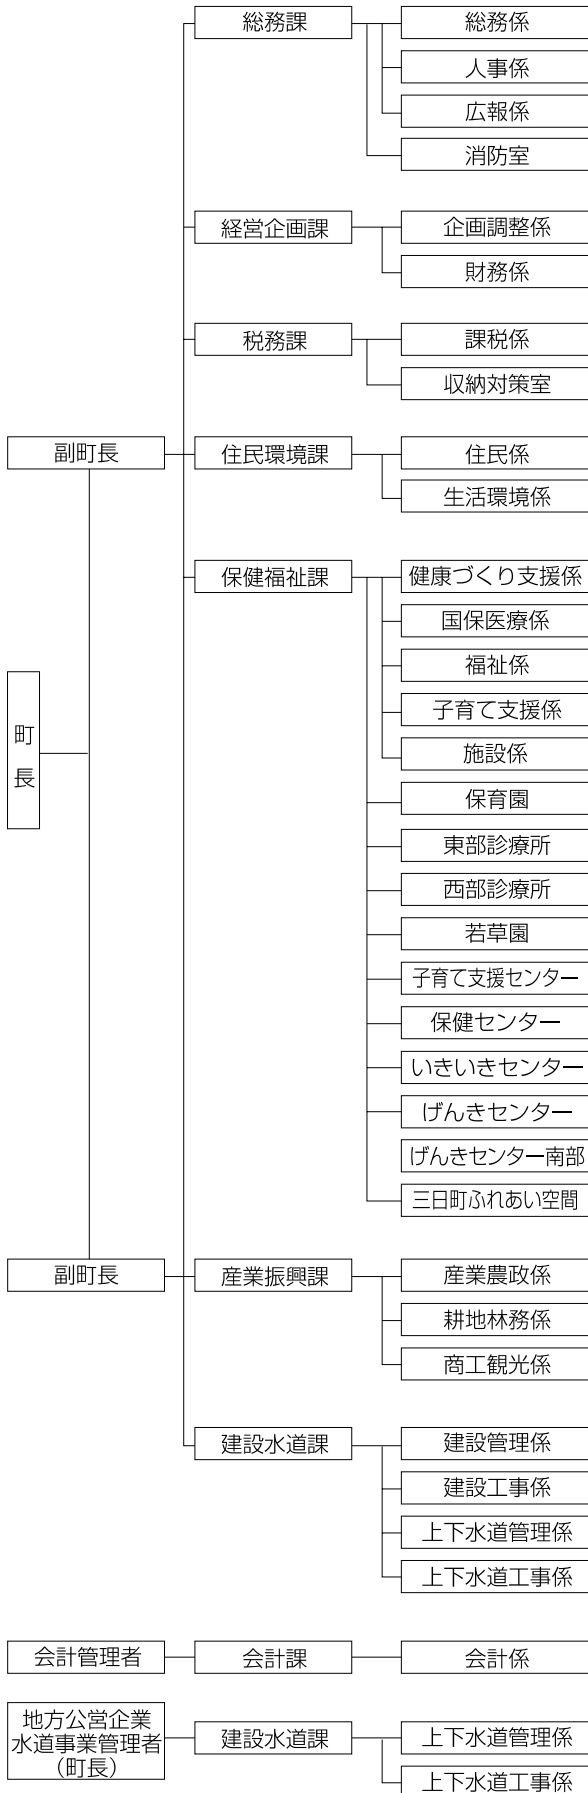 総務課
総務係
人事係
広報係
消防室
経営企画課
企画調整係
財務係
税務課
課税係
収納対策室
副町長
住民環境課
住民係
生活環境係
保健福祉課
健康づくり支援係
国保医療係
福祉係
子育て支援係
施設係
保育園
東部診療所
西部診療所
若草園
子育て支援センター
保健センター
いきいきセンター
げんきセンター
げんきセンター南部
三日町ふれあい空間
町長
副町長
産業振興課
産業農政係
耕地林務係
商工観光係
建設水道課
建設管理係
建設工事係
上下水道管理係
上下水道工事係
会計管理者
会計課
会計係
地方公営企業
水道事業管理者
(町長)
建設水道課
上下水道管理係
上下水道工事係